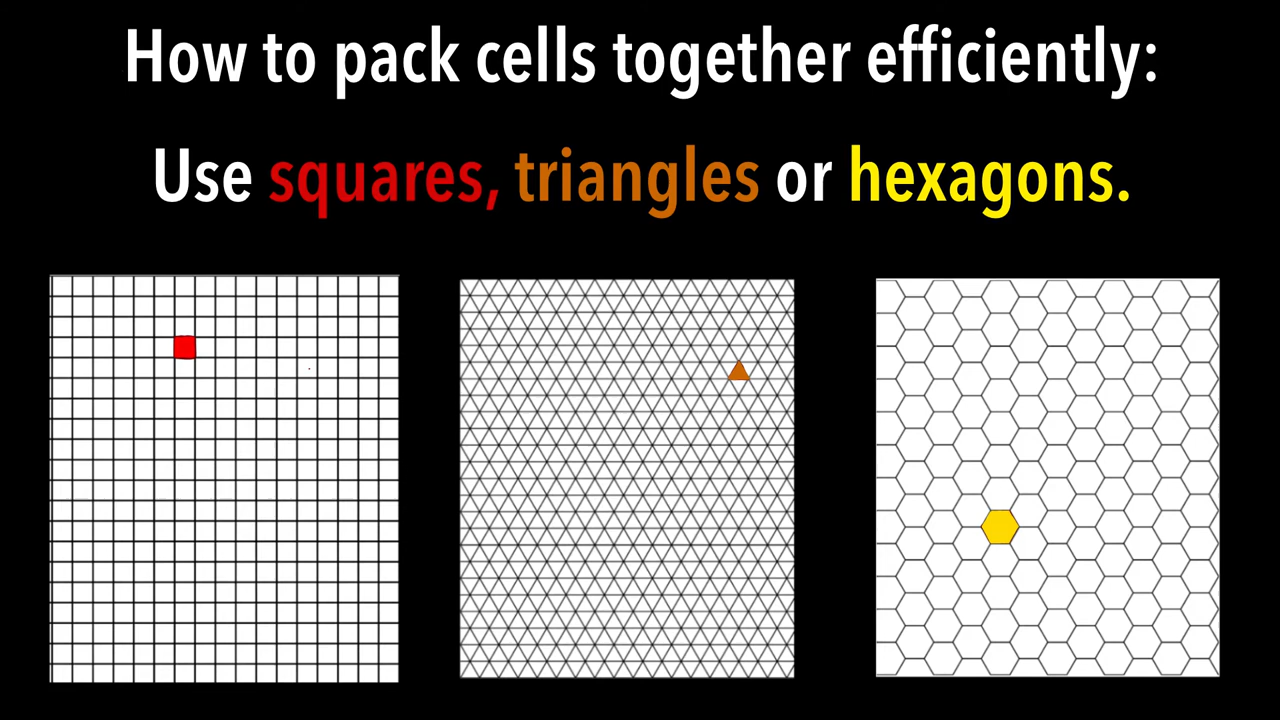 How to pack cells together efficiently:
Use squares, triangles or hexagons.